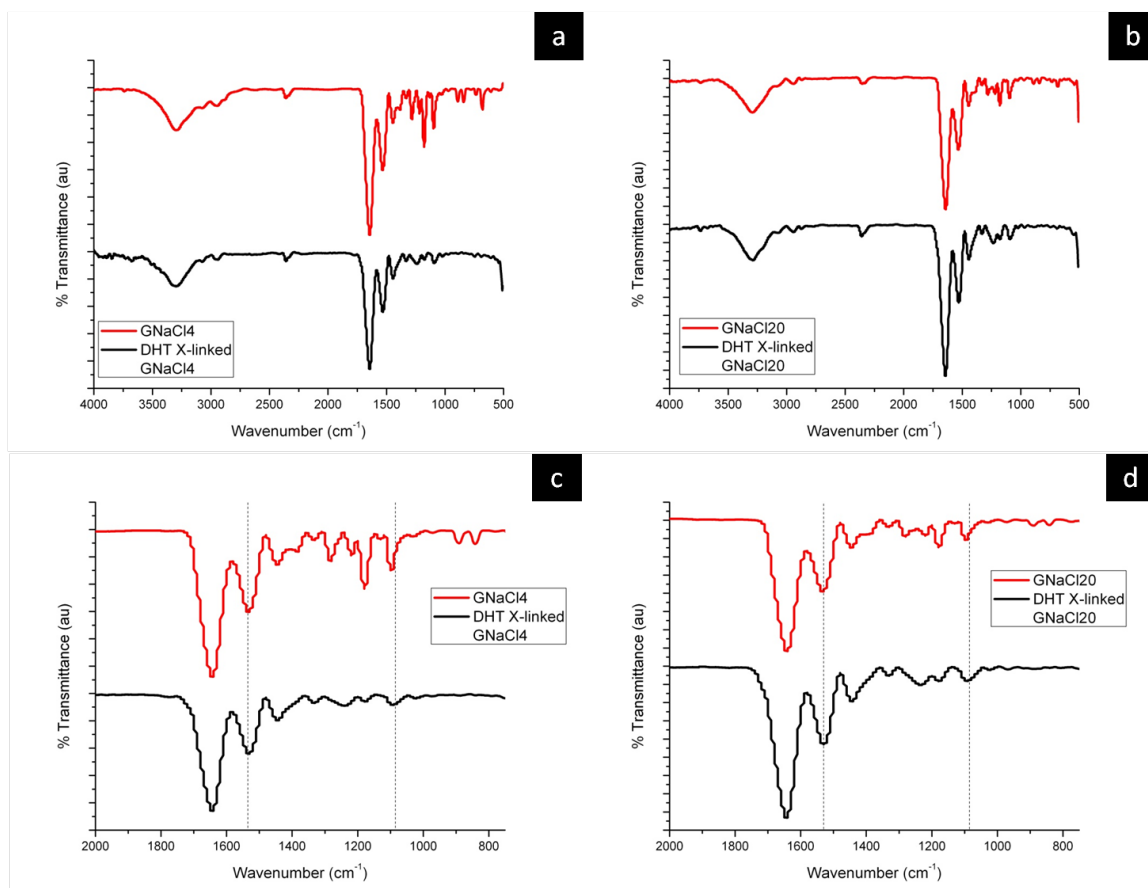 a
% Transmittance (au)
GNaCl4
DHT X-linked
GNaCl4
4000 3500 3000 2500 2000 1500 1000 500
Wavenumber (cm-1)
b
% Transmittance (au)
GNaCl20
DHT X-linked
GNaCl20
4000 3500 3000 2500 2000 1500 1000 500
Wavenumber (cm-1)
c
% Transmittance (au)
GNaCl4
DHT X-linked
GNaCl4
2000 1800 1600 1400 1200 1000 800
Wavenumber (cm-1)
d
% Transmittance (au)
GNaCl20
DHT X-linked
GNaCl20
2000 1800 1600 1400 1200 1000 800
Wavenumber (cm-1)